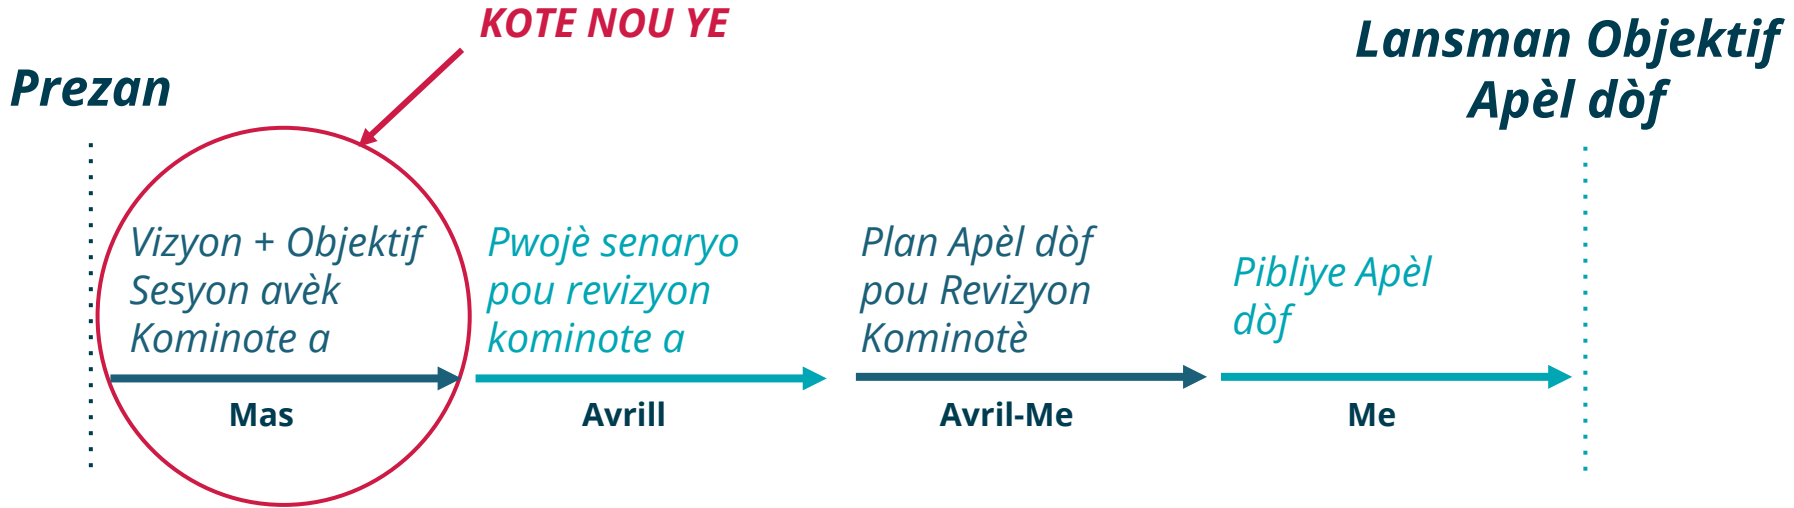 KOTE NOU YE
Prezan
Lansman Objektif
Apèl dòf
Vizyon + Objektif
Sesyon avèk
Kominote a
Mas
Pwojè senaryo
pou revizyon
kominote a
Avrill
Plan Apèl dòf
pou Revizyon
Kominotè
Avril-Me
Pibliye Apèl
dòf
Me